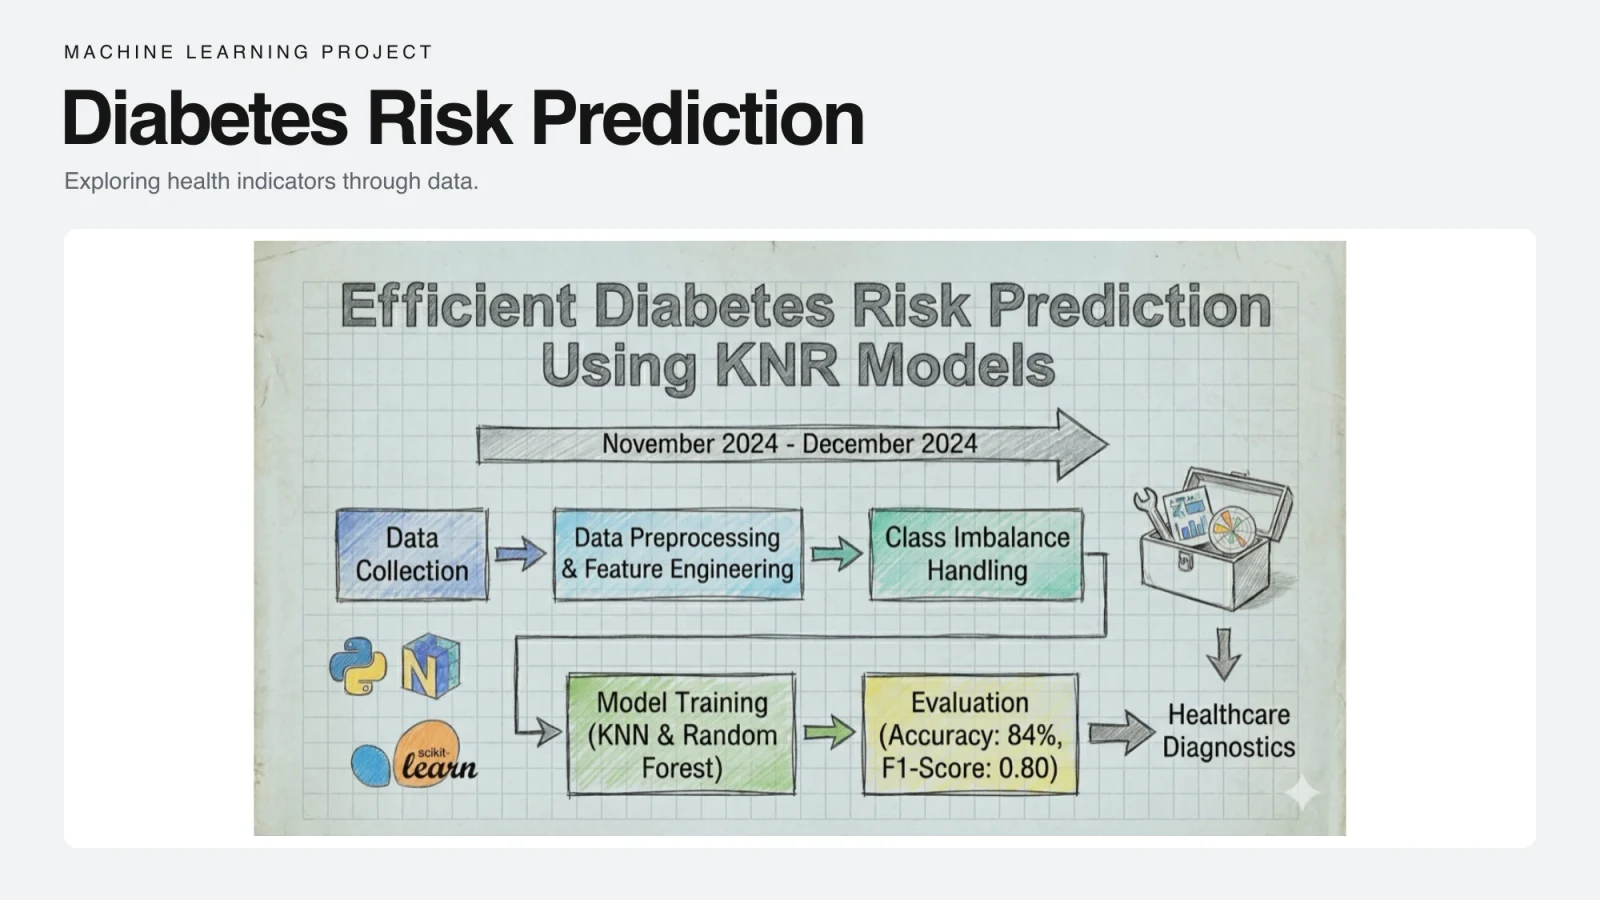 MACHINE LEARNING PROJECT
Diabetes Risk Prediction
Exploring health indicators through data.
Efficient Diabetes Risk Prediction
Using KNR Models
November 2024 - December 2024
Data
Collection
Data Preprocessing
& Feature Engineering
Class Imbalance
Handling
N
scikit-
learn
Model Training
(KNN & Random
Forest)
Evaluation
(Accuracy: 84%,
F1-Score: 0.80)
Healthcare
Diagnostics